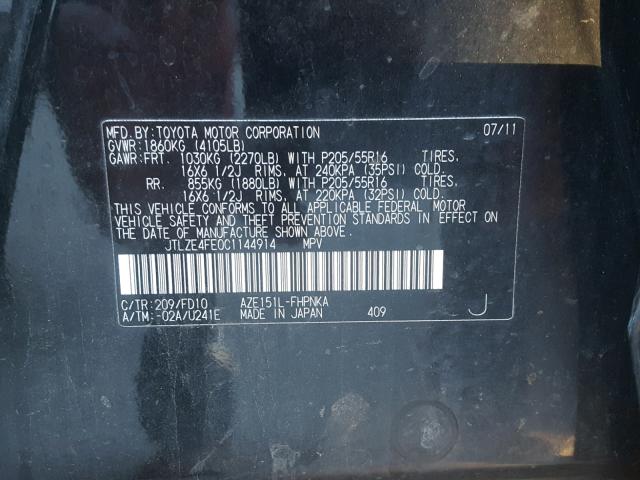 MFD.BY:TOYOTA MOTOR CORPORATION 07/11
GVWR:1860KG (4105LB)
GAWR:FRT. 1030KG (2270LB) WITH P205/55R16 TIRES,
16X6 1/2J RIMS, AT 240KPA (35PSI) COLD.
RR. 855KG (1880LB) WITH P205/55R16 TIRES,
16X6 1/2J RIMS, AT 220KPA (32PSI) COLD.
THIS VEHICLE CONFORMS TO ALL APPLICABLE FEDERAL MOTOR
VEHICLE SAFETY AND THEFT PREVENTION STANDARDS IN EFFECT
ON THE DATE OF MANUFACTURE SHOWN ABOVE.
JTLZE4FE0C1144914 MPV
C/TR:209/FD10 AZE151L-FHPNKA
A/TM:-02A/U241E MADE IN JAPAN 409 J